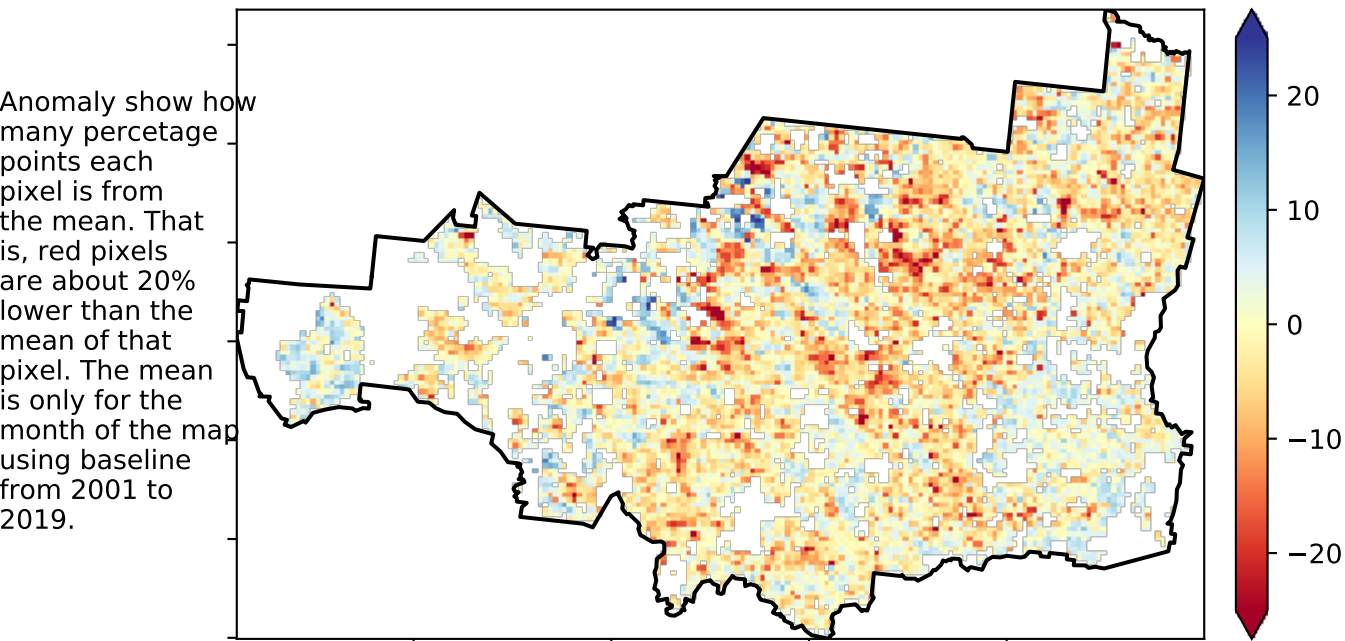 Anomaly show how
many percetage
points each
pixel is from
the mean. That
is, red pixels
are about 20%
lower than the
mean of that
pixel. The mean
is only for the
month of the map
using baseline
from 2001 to
2019.
20
10
0
−10
−20